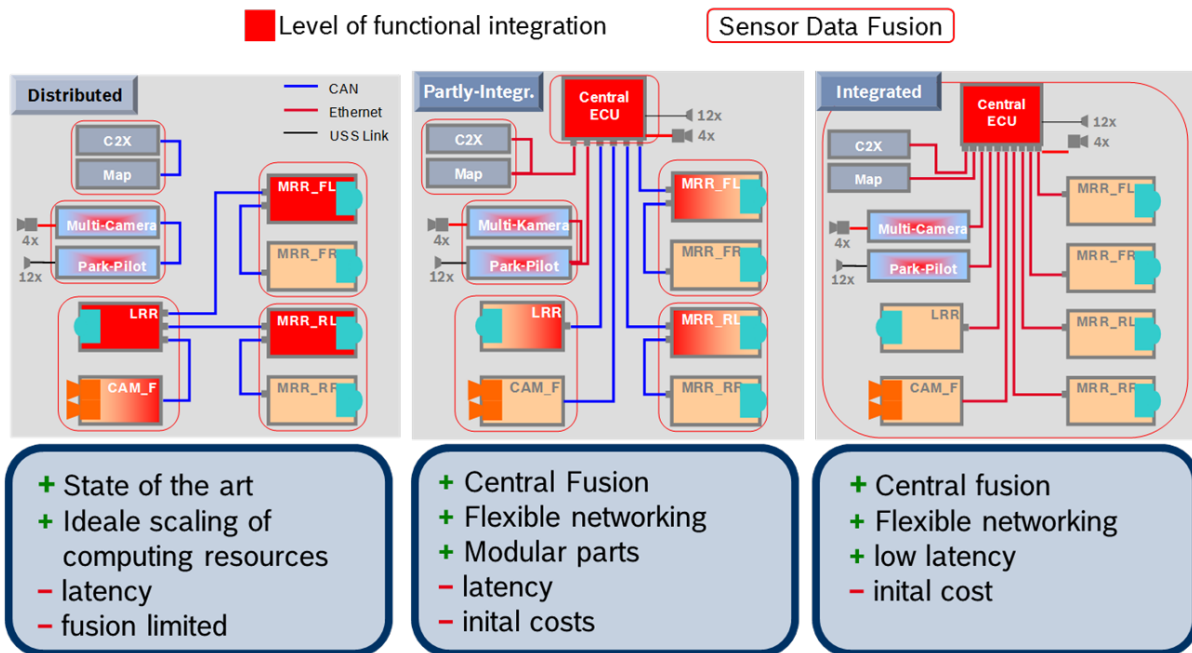 Level of functional integration
Sensor Data Fusion
Distributed
CAN
Ethernet
USS Link
C2X
Map
Multi-Camera
4x
Park-Pilot
12x
LRR
CAM_F
MRR_FL
MRR_FR
MRR_RL
MRR_RR
Partly-Integr.
Central
ECU
12x
4x
C2X
Map
Multi-Kamera
4x
Park-Pilot
12x
LRR
CAM_F
MRR_FL
MRR_FR
MRR_RL
MRR_RR
Integrated
Central
ECU
12x
4x
C2X
Map
Multi-Camera
4x
Park-Pilot
12x
LRR
CAM_F
MRR_FL
MRR_FR
MRR_RL
MRR_RR
+ State of the art
+ Ideale scaling of
computing resources
− latency
− fusion limited
+ Central Fusion
+ Flexible networking
+ Modular parts
− latency
− inital costs
+ Central fusion
+ Flexible networking
+ low latency
− inital cost